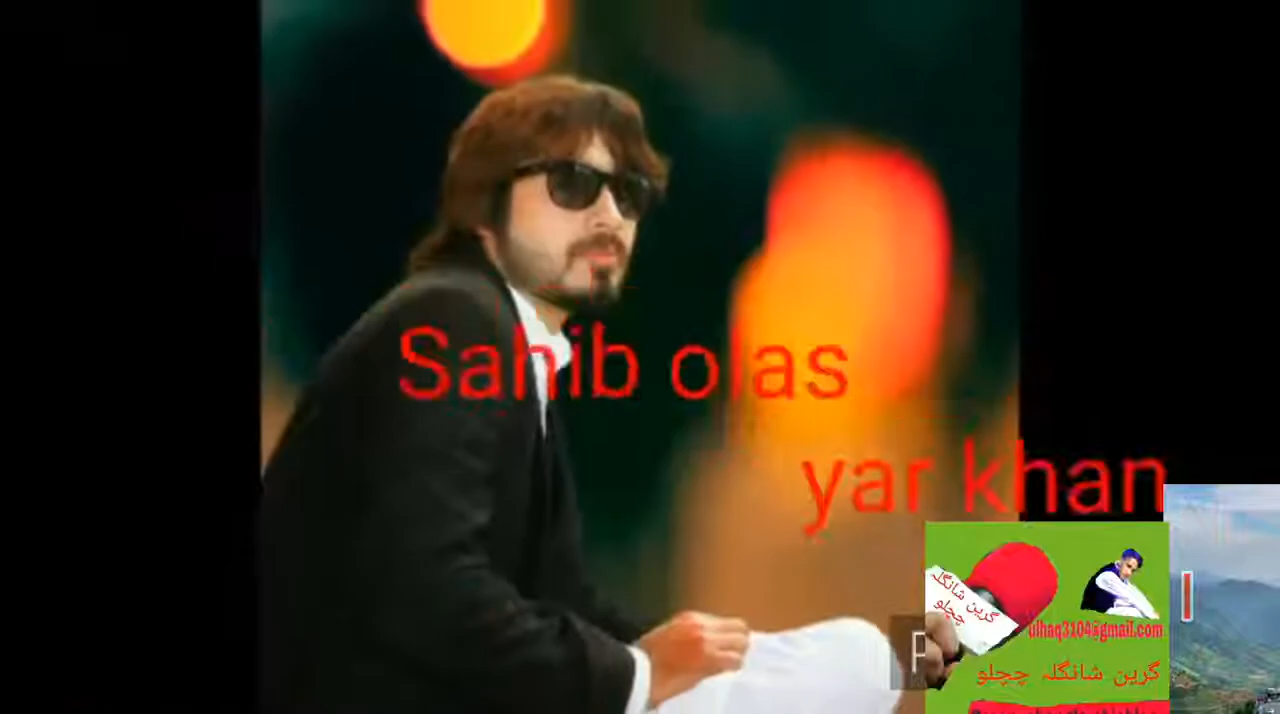 Sahib olas
yar khan
گرین شانگلہ
چچلو
ulhaq3104@gmail.com
گرین شانگلہ چچلو